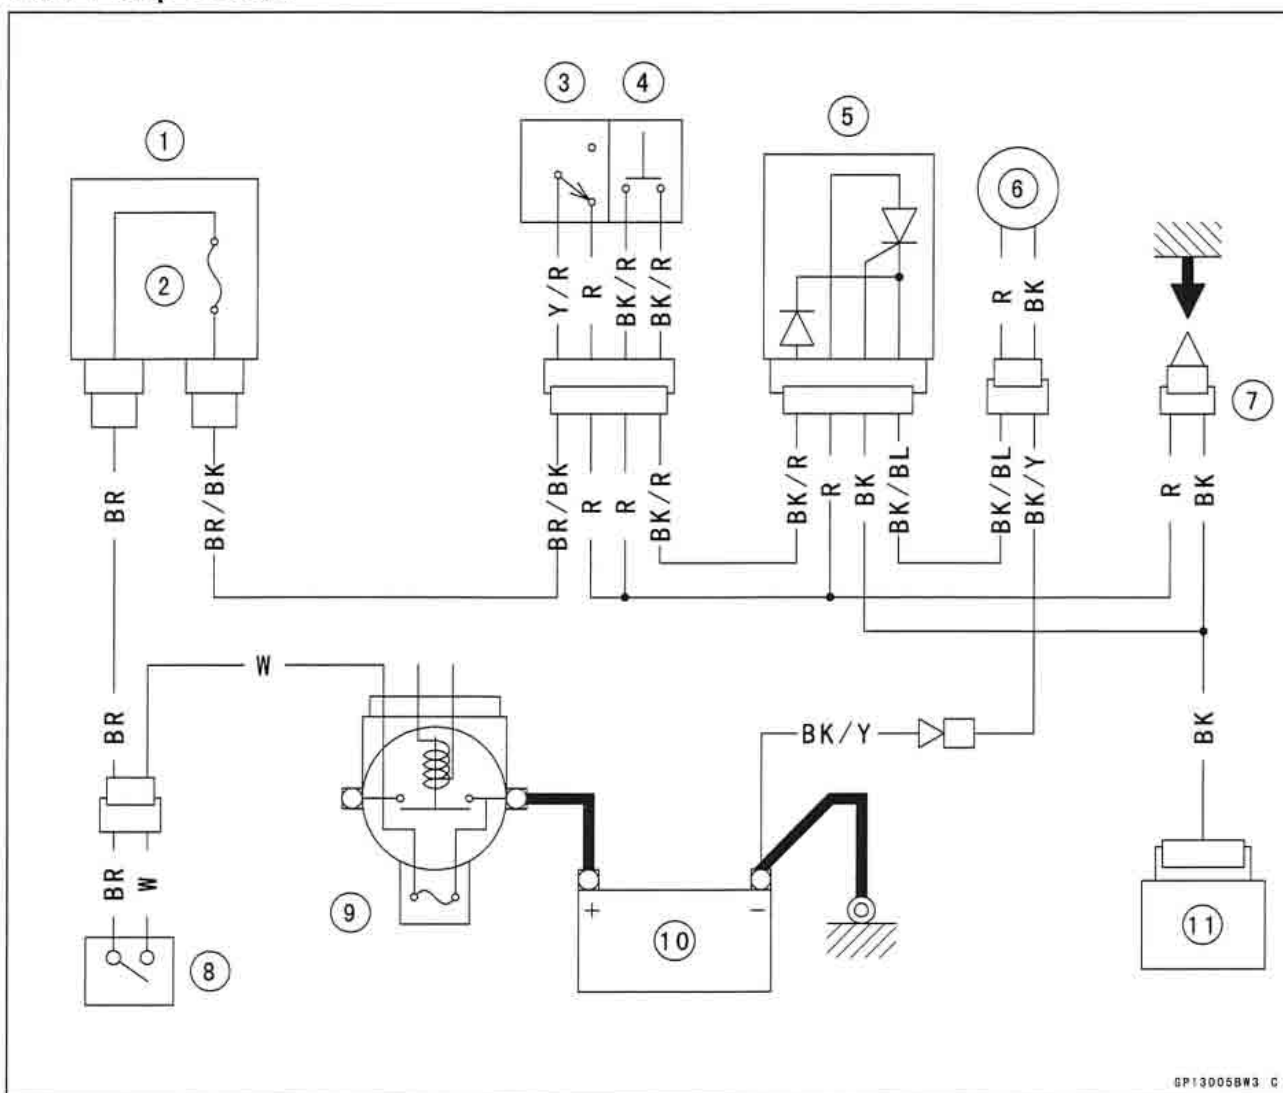 3 4
1 5
6
2
Y/R R BK/R BK/R R BK
7
BR BR/BK BR/BK R R BK/R BK/R R BK BK/BL BK/BL BK/Y R BK
W
BR BK/Y BK
BR W + −
9 10 11
8
GP13005BW3 C